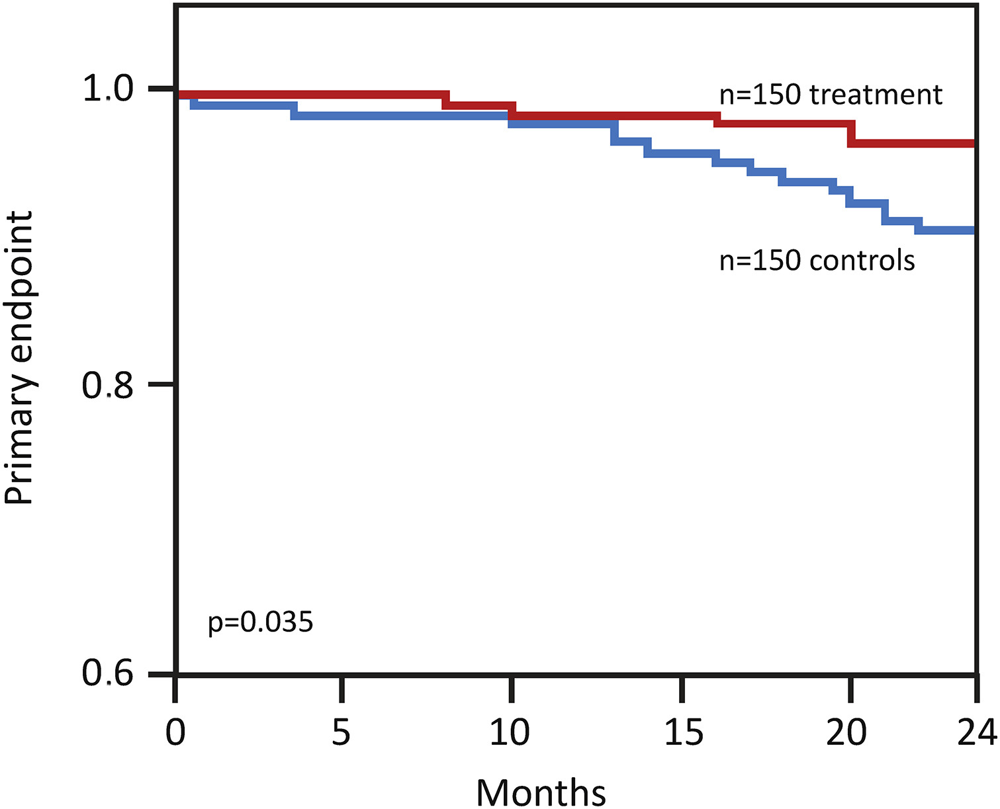 1.0
n=150 treatment
n=150 controls
Primary endpoint
0.8
p=0.035
0.6
0 5 10 15 20 24
Months